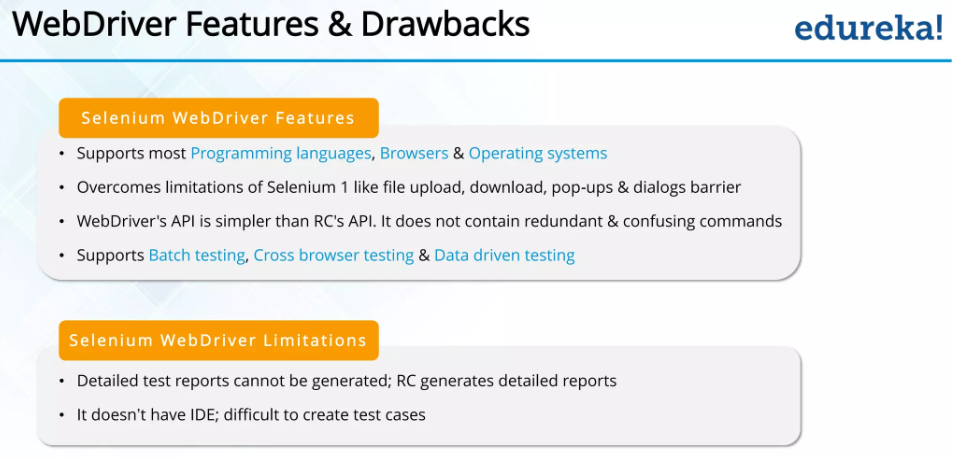 WebDriver Features & Drawbacks
edureka!
Selenium WebDriver Features
• Supports most Programming languages, Browsers & Operating systems
• Overcomes limitations of Selenium 1 like file upload, download, pop-ups & dialogs barrier
• WebDriver's API is simpler than RC's API. It does not contain redundant & confusing commands
• Supports Batch testing, Cross browser testing & Data driven testing
Selenium WebDriver Limitations
• Detailed test reports cannot be generated; RC generates detailed reports
• It doesn't have IDE; difficult to create test cases